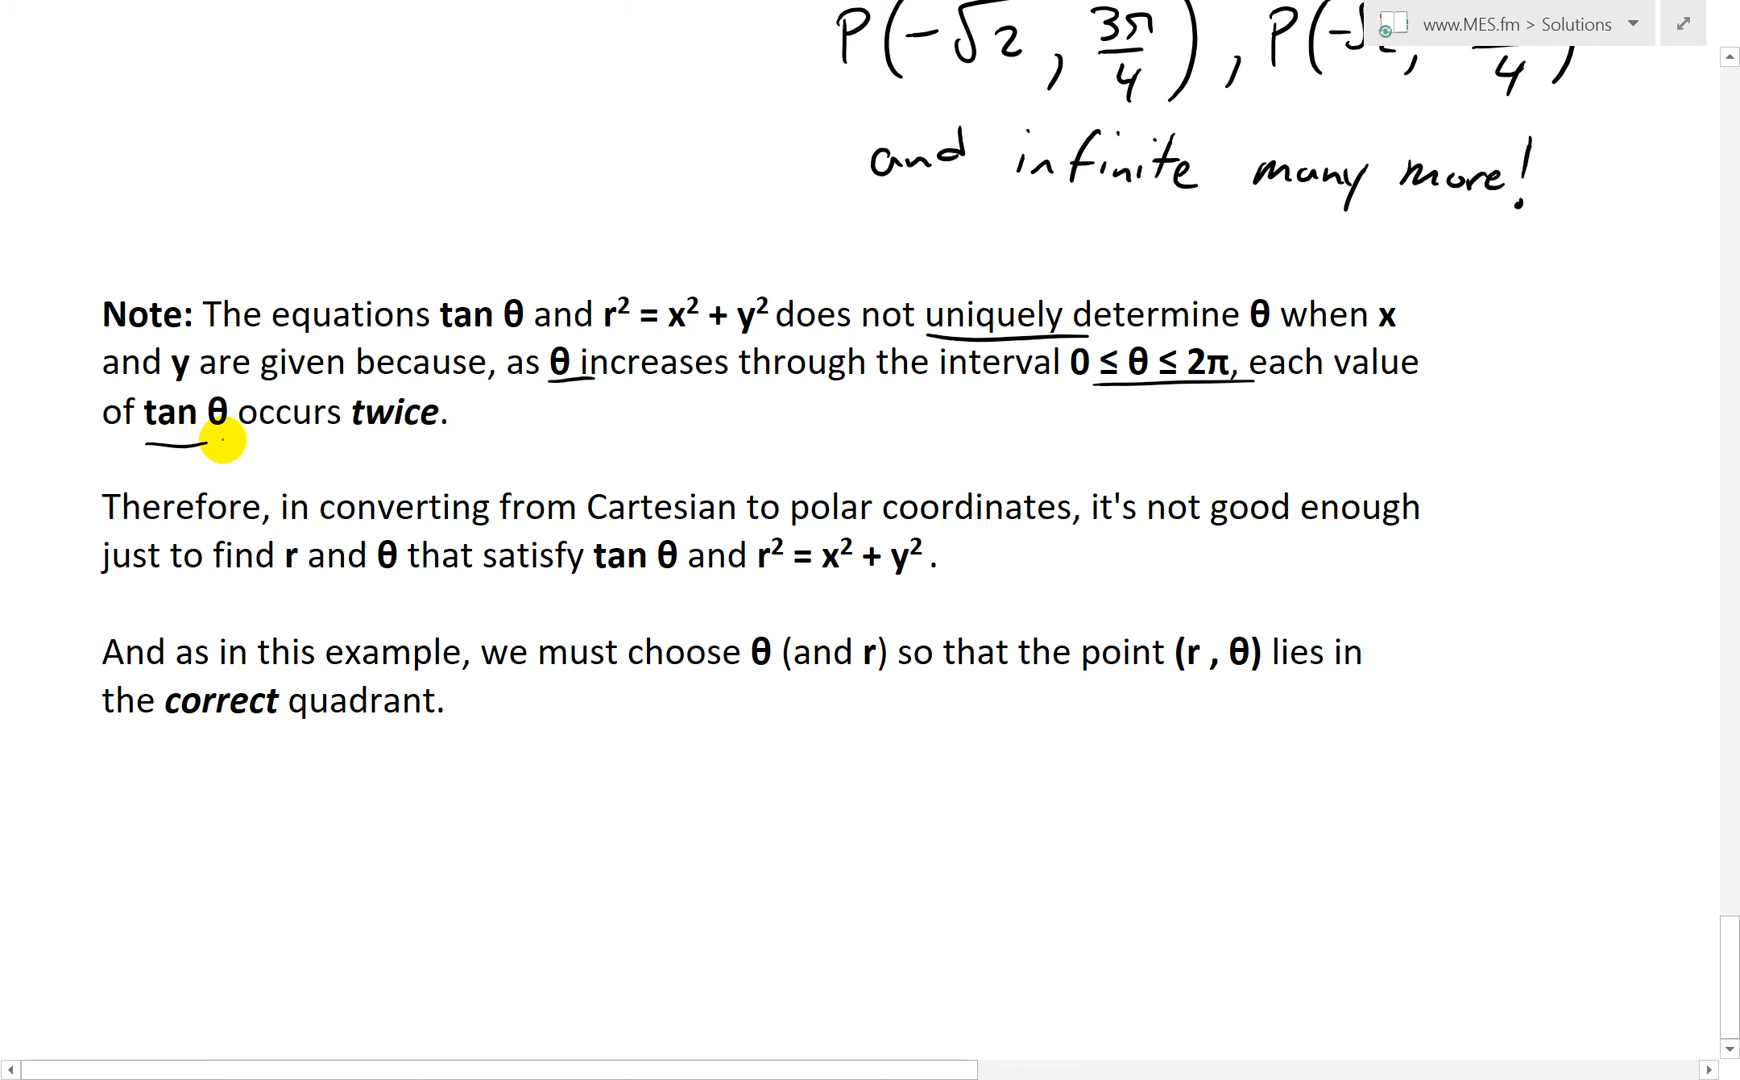 P(-√2, 3π/4), P(-√
www.MES.fm > Solutions
and infinite many more!
Note: The equations tan θ and r² = x² + y² does not uniquely determine θ when x
and y are given because, as θ increases through the interval 0 ≤ θ ≤ 2π, each value
of tan θ occurs twice.
Therefore, in converting from Cartesian to polar coordinates, it's not good enough
just to find r and θ that satisfy tan θ and r² = x² + y² .
And as in this example, we must choose θ (and r) so that the point (r , θ) lies in
the correct quadrant.